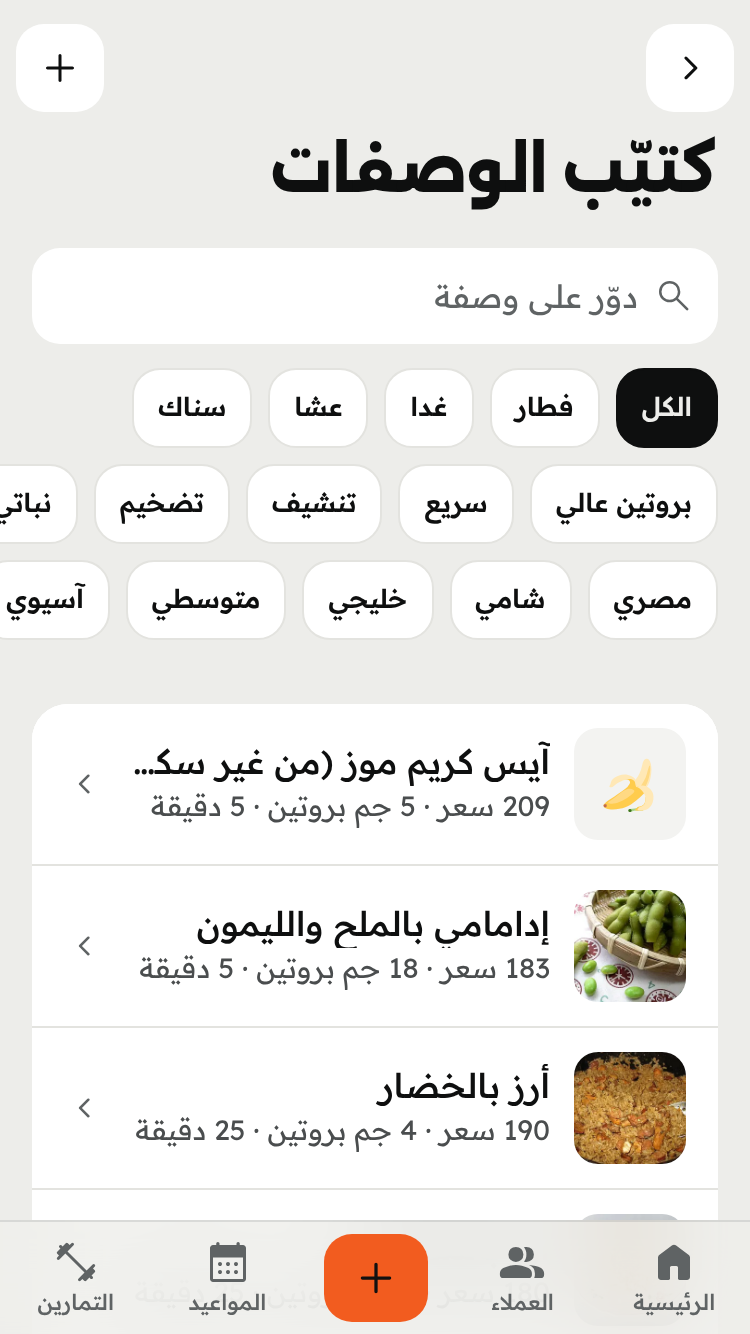 كتيّب الوصفات
دوّر على وصفة
الكل فطار غدا عشا سناك
بروتين عالي سريع تنشيف تضخيم نباتي
مصري شامي خليجي متوسطي آسيوي
آيس كريم موز (من غير سكـ...
209 سعر · 5 جم بروتين · 5 دقيقة
إدامامي بالملح والليمون
183 سعر · 18 جم بروتين · 5 دقيقة
أرز بالخضار
190 سعر · 4 جم بروتين · 25 دقيقة
الرئيسية العملاء المواعيد التمارين